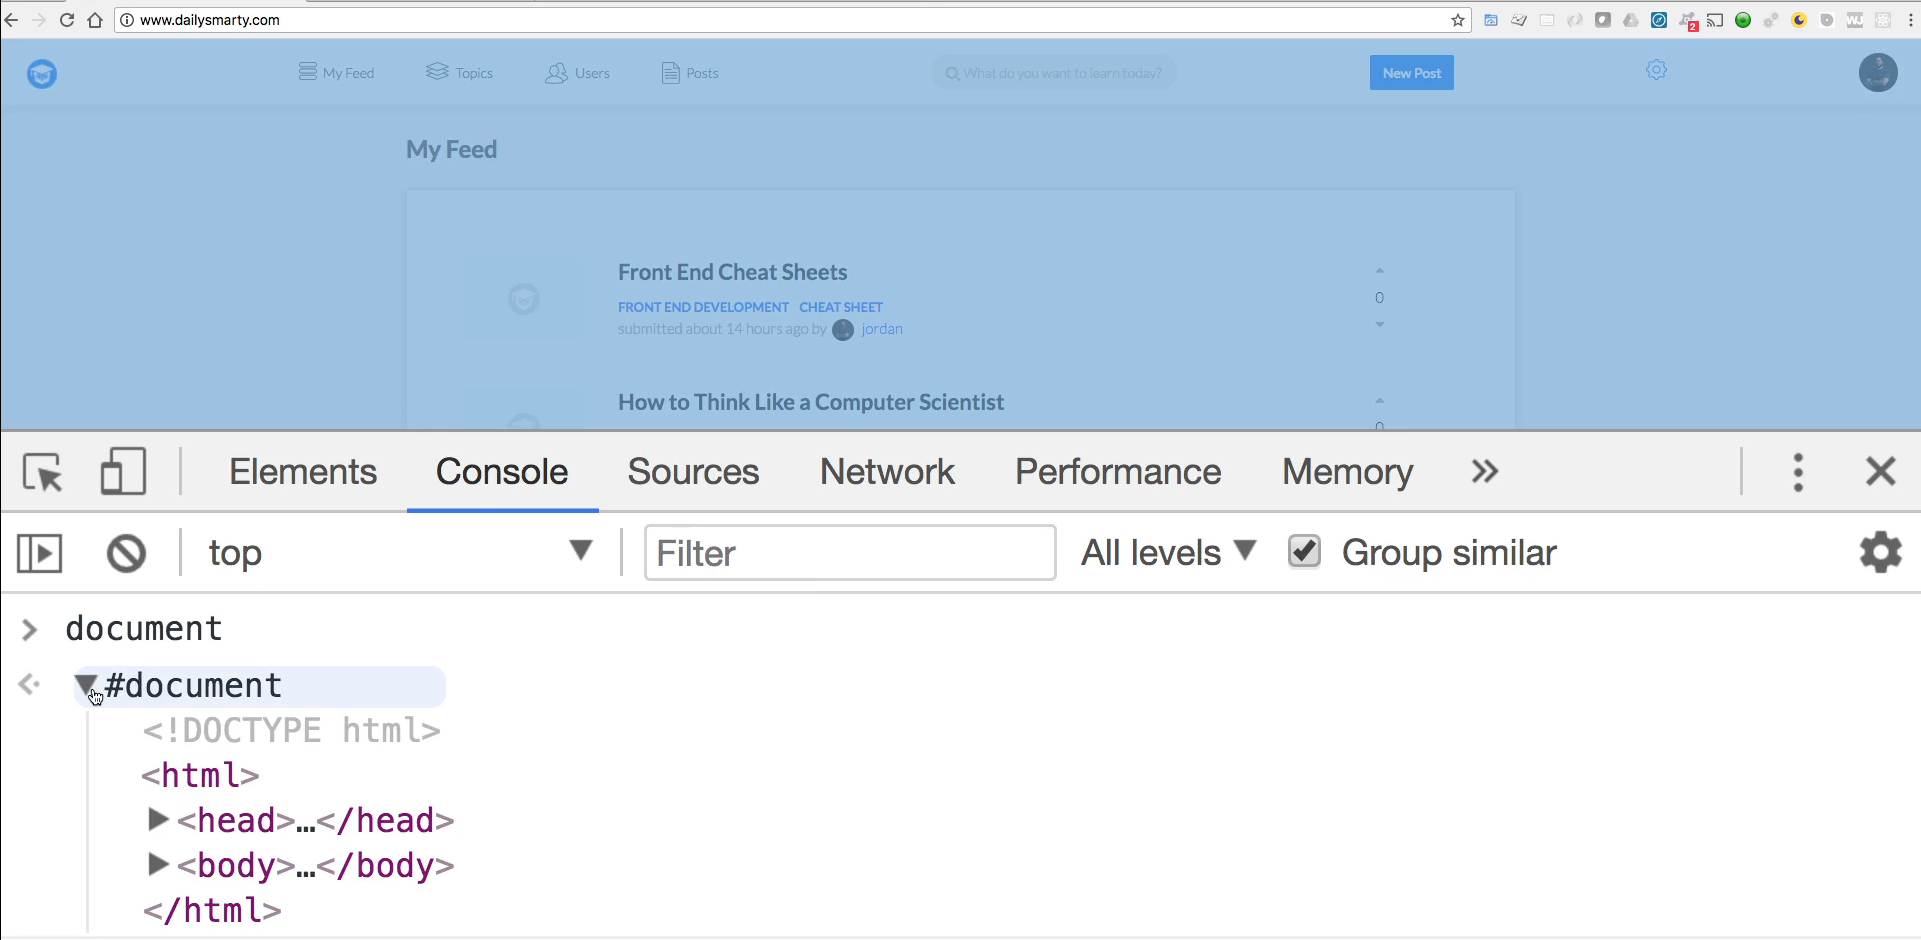 www.dailysmarty.com
My Feed Topics Users Posts What do you want to learn today? New Post
My Feed
Front End Cheat Sheets
FRONT END DEVELOPMENT CHEAT SHEET
0
submitted about 14 hours ago by jordan
How to Think Like a Computer Scientist
0
Elements Console Sources Network Performance Memory »
top Filter All levels Group similar
> document
#document
<!DOCTYPE html>
<html>
<head>…</head>
<body>…</body>
</html>
2
WJ